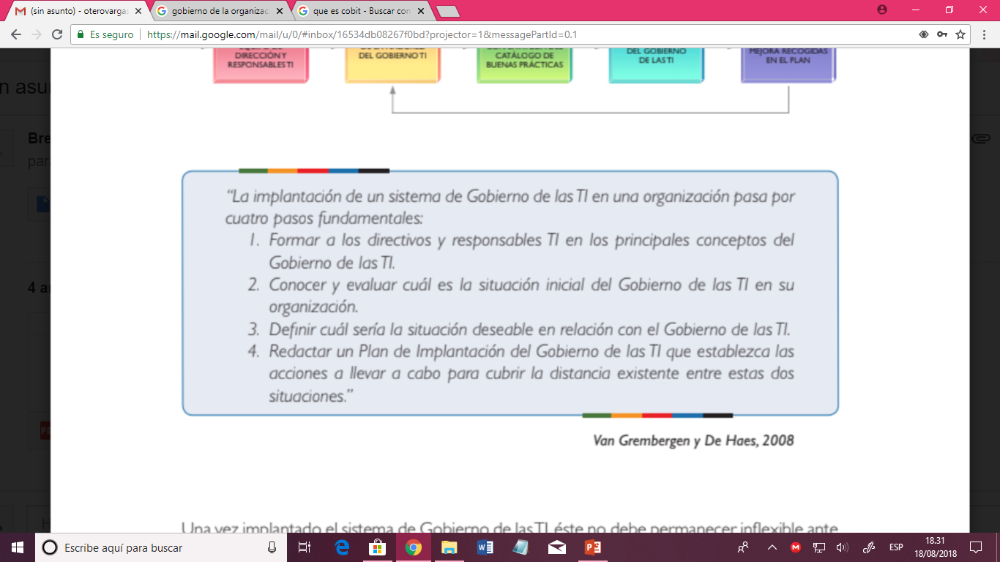 (sin asunto) - oterovargas
gobierno de la organizaci
que es cobit - Buscar con
Es seguro | https://mail.google.com/mail/u/0/#inbox/16534db08267f0bd?projector=1&messagePartId=0.1
DIRECCIÓN Y
RESPONSABLES TI
DEL GOBIERNO TI
CATÁLOGO DE
BUENAS PRÁCTICAS
DEL GOBIERNO
DE LAS TI
MEJORA RECOGIDAS
EN EL PLAN
n asu
Bre
par
“La implantación de un sistema de Gobierno de las TI en una organización pasa por
cuatro pasos fundamentales:
1. Formar a los directivos y responsables TI en los principales conceptos del
Gobierno de las TI.
2. Conocer y evaluar cuál es la situación inicial del Gobierno de las TI en su
organización.
3. Definir cuál sería la situación deseable en relación con el Gobierno de las TI.
4. Redactar un Plan de Implantación del Gobierno de las TI que establezca las
acciones a llevar a cabo para cubrir la distancia existente entre estas dos
situaciones.”
4 a
Van Grembergen y De Haes, 2008
Una vez implantado el sistema de Gobierno de las TI, éste no debe permanecer inflexible ante
Escribe aquí para buscar
ESP
18.31
18/08/2018